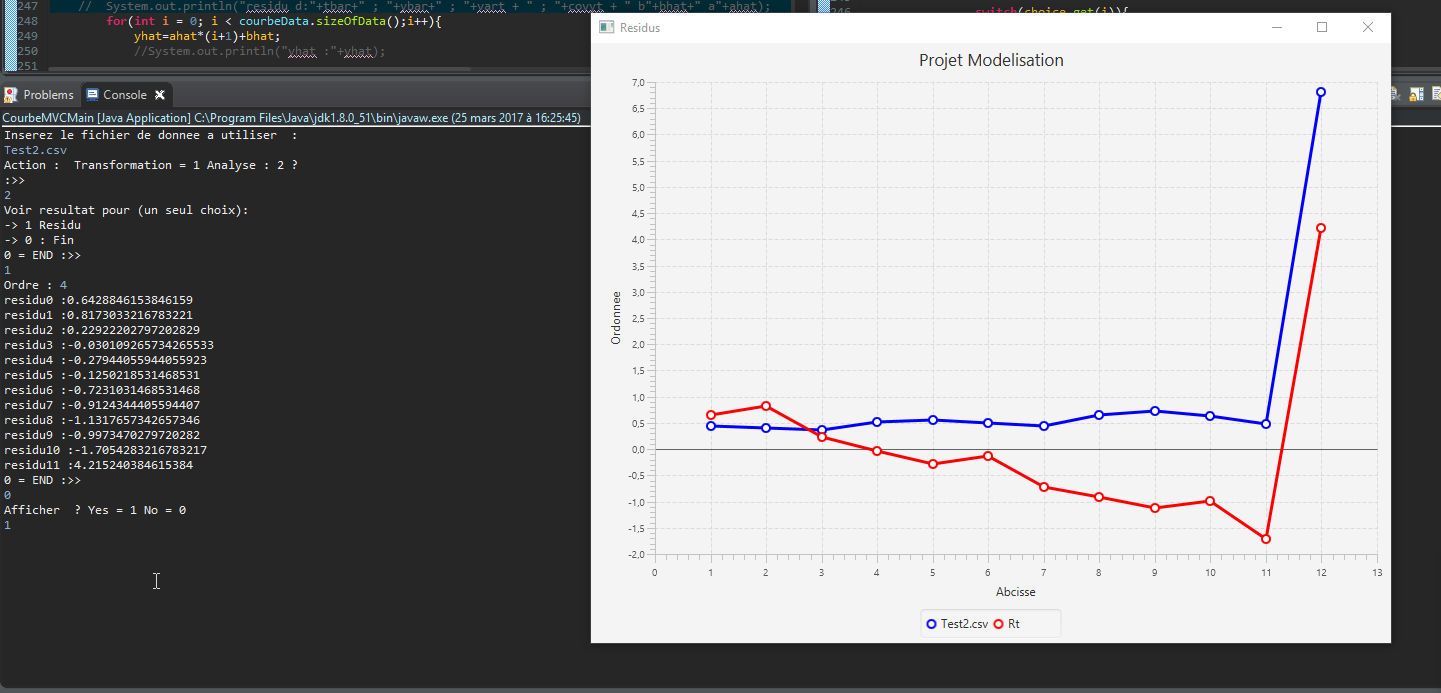 247 // System.out.println("residu d:"+tbar+" ; "+ybar+" ; "+vart + " ; "+covyt + " b"+bhat+" a"+ahat);
248 for(int i = 0; i < courbeData.sizeOfData();i++){
249 yhat=ahat*(i+1)+bhat;
250 //System.out.println("yhat :"+yhat);
251
246 switch(choice.get(i)){
Problems Console
CourbeMVCMain [Java Application] C:\Program Files\Java\jdk1.8.0_51\bin\javaw.exe (25 mars 2017 à 16:25:45)
Inserez le fichier de donnee a utiliser :
Test2.csv
Action : Transformation = 1 Analyse : 2 ?
:>>
2
Voir resultat pour (un seul choix):
-> 1 Residu
-> 0 : Fin
0 = END :>>
1
Ordre : 4
residu0 :0.6428846153846159
residu1 :0.8173033216783221
residu2 :0.22922202797202829
residu3 :-0.030109265734265533
residu4 :-0.27944055944055923
residu5 :-0.1250218531468531
residu6 :-0.7231031468531468
residu7 :-0.9124344405594407
residu8 :-1.1317657342657346
residu9 :-0.9973470279720282
residu10 :-1.7054283216783217
residu11 :4.215240384615384
0 = END :>>
0
Afficher ? Yes = 1 No = 0
1
Residus
Projet Modelisation
7,0
6,5
6,0
5,5
5,0
4,5
4,0
3,5
3,0
2,5
2,0
1,5
1,0
0,5
0,0
-0,5
-1,0
-1,5
-2,0
Ordonnee
0 1 2 3 4 5 6 7 8 9 10 11 12 13
Abcisse
Test2.csv Rt